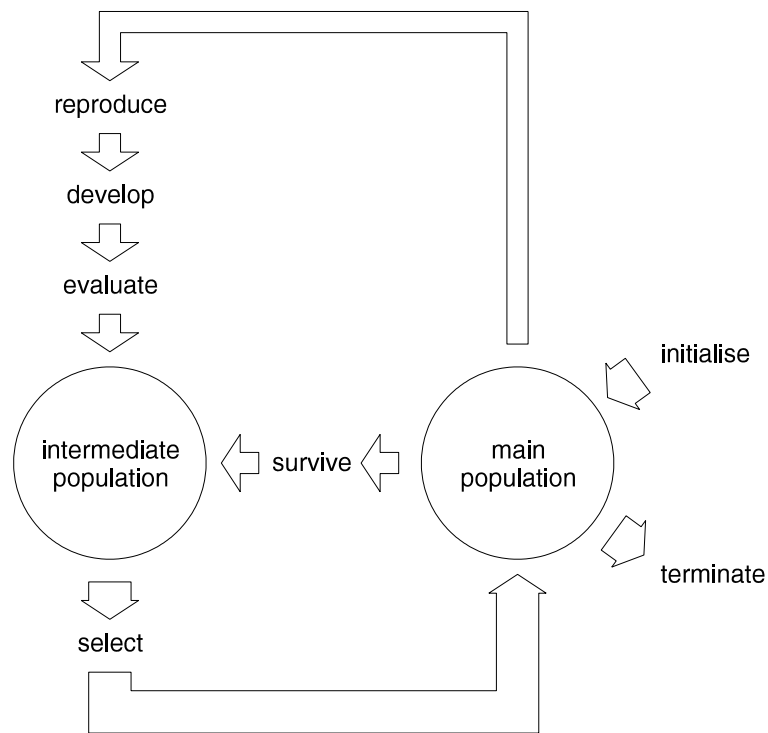 reproduce
develop
evaluate
initialise
intermediate
population
survive
main
population
terminate
select